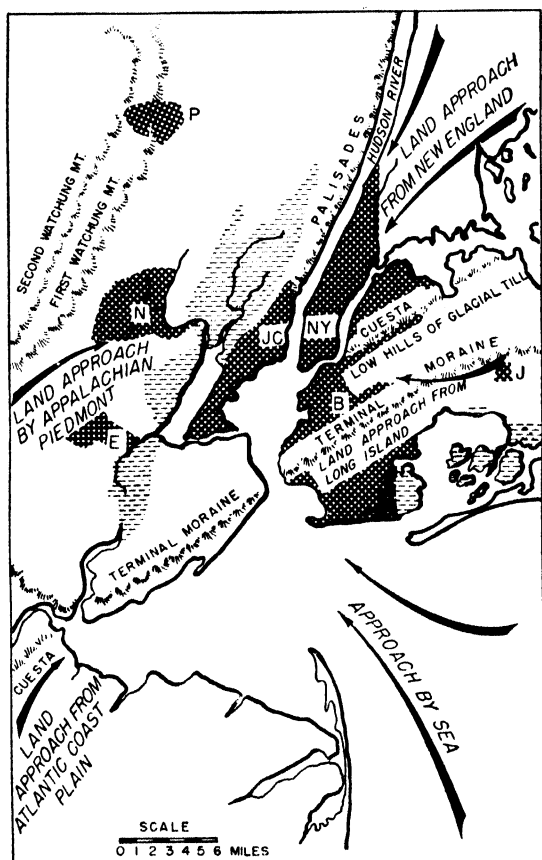 P
SECOND WATCHUNG MT.
FIRST WATCHUNG MT.
PALISADES
HUDSON RIVER
LAND APPROACH
FROM NEW ENGLAND
N
JC
NY
CUESTA
LOW HILLS OF GLACIAL TILL
MORAINE
J
B
TERMINAL
LAND APPROACH FROM
LONG ISLAND
LAND APPROACH
BY APPALACHIAN
PIEDMONT
E
TERMINAL MORAINE
CUESTA
LAND
APPROACH FROM
ATLANTIC COAST
PLAIN
APPROACH BY SEA
SCALE
0 1 2 3 4 5 6 MILES